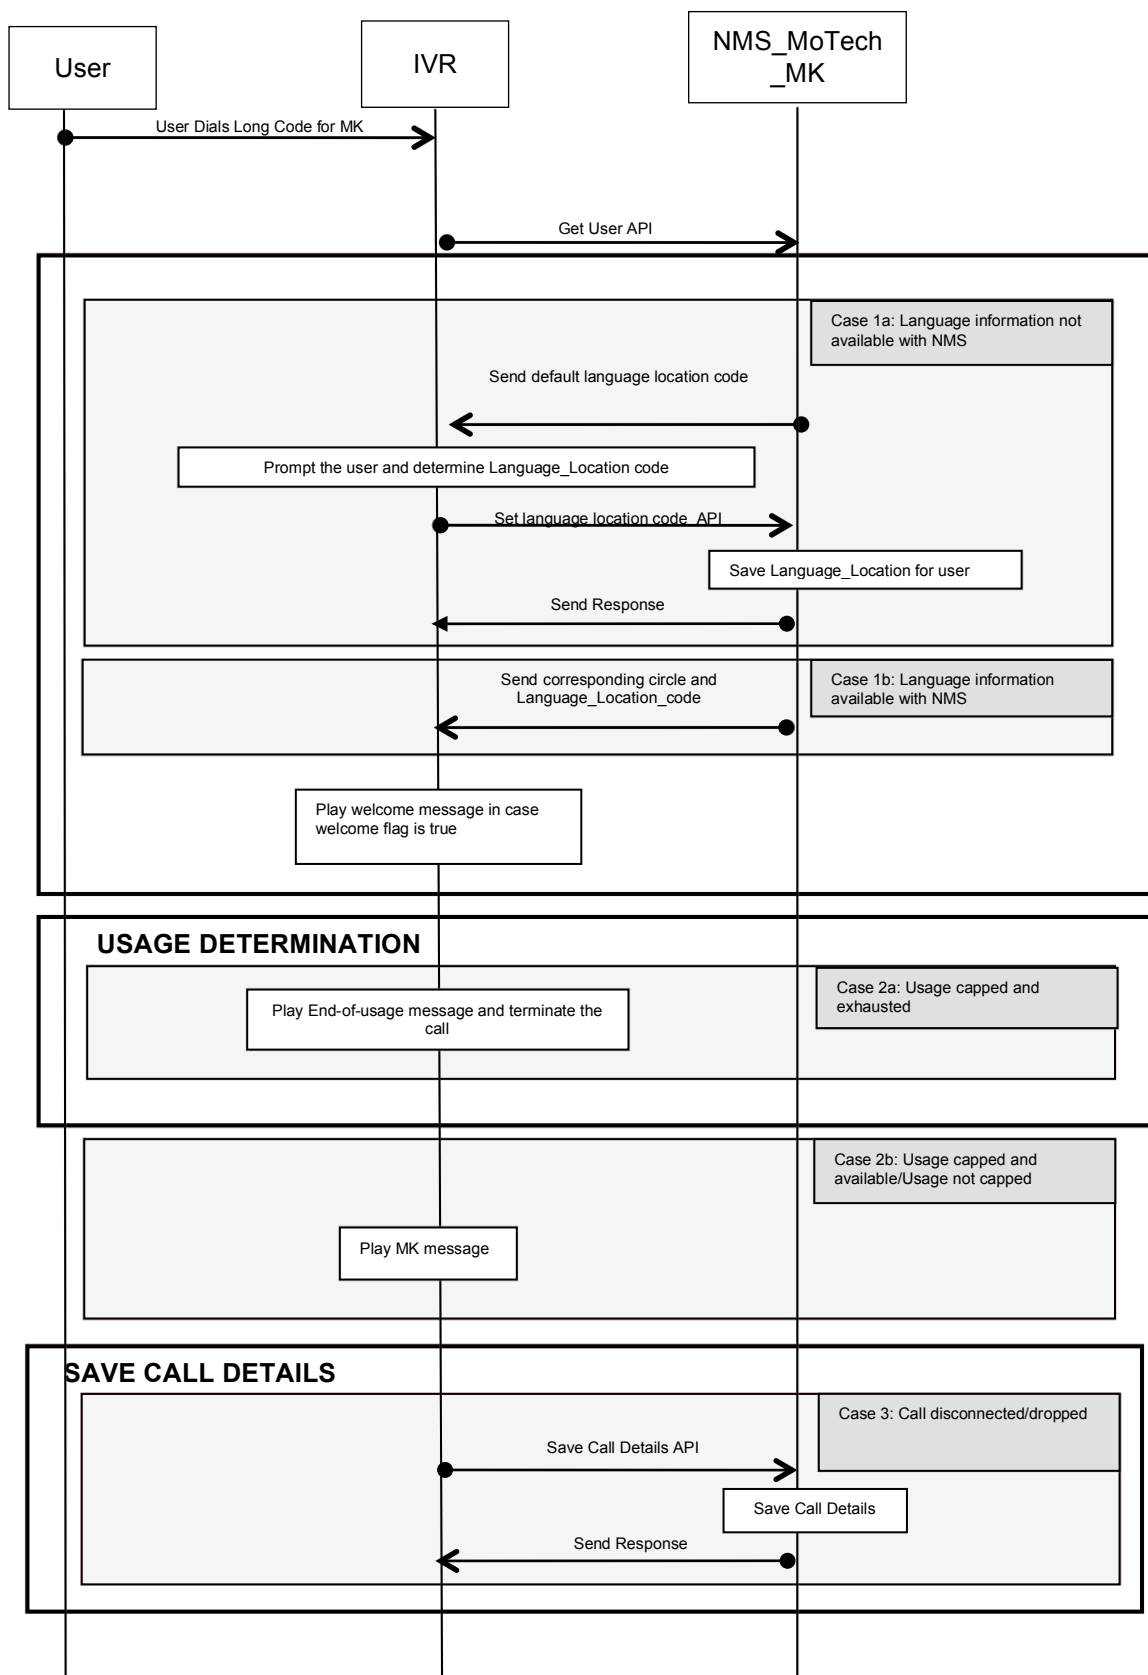 User
IVR
NMS_MoTech
_MK
User Dials Long Code for MK
Get User API
Case 1a: Language information not
available with NMS
Send default language location code
Prompt the user and determine Language_Location code
Set language location code  API
Save Language_Location for user
Send Response
Send corresponding circle and
Language_Location_code
Case 1b: Language information
available with NMS
Play welcome message in case
welcome flag is true
USAGE DETERMINATION
Case 2a: Usage capped and
exhausted
Play End-of-usage message and terminate the
call
Case 2b: Usage capped and
available/Usage not capped
Play MK message
SAVE CALL DETAILS
Case 3: Call disconnected/dropped
Save Call Details API
Save Call Details
Send Response